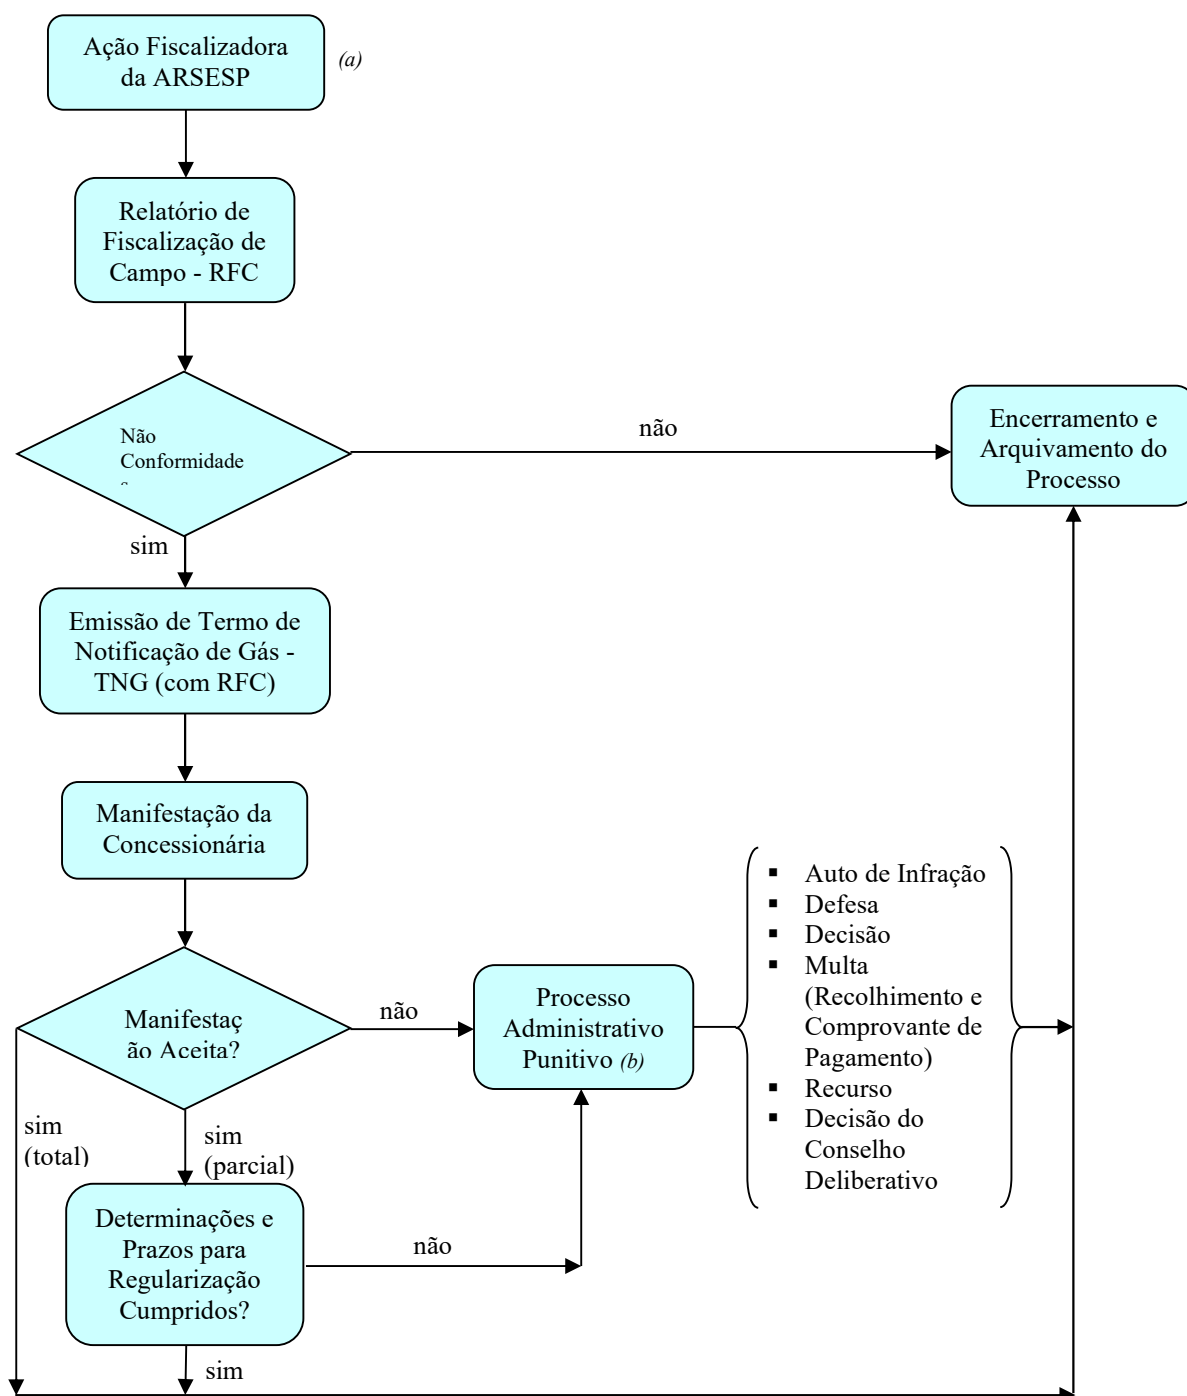 Ação Fiscalizadora
da ARSESP
(a)
Relatório de
Fiscalização de
Campo - RFC
Não
Conformidade
não
Encerramento e
Arquivamento do
Processo
sim
Emissão de Termo de
Notificação de Gás -
TNG (com RFC)
Manifestação da
Concessionária
Manifestaç
ão Aceita?
não
Processo
Administrativo
Punitivo (b)
▪ Auto de Infração
▪ Defesa
▪ Decisão
▪ Multa
(Recolhimento e
Comprovante de
Pagamento)
▪ Recurso
▪ Decisão do
Conselho
Deliberativo
sim
(total)
sim
(parcial)
Determinações e
Prazos para
Regularização
Cumpridos?
não
sim